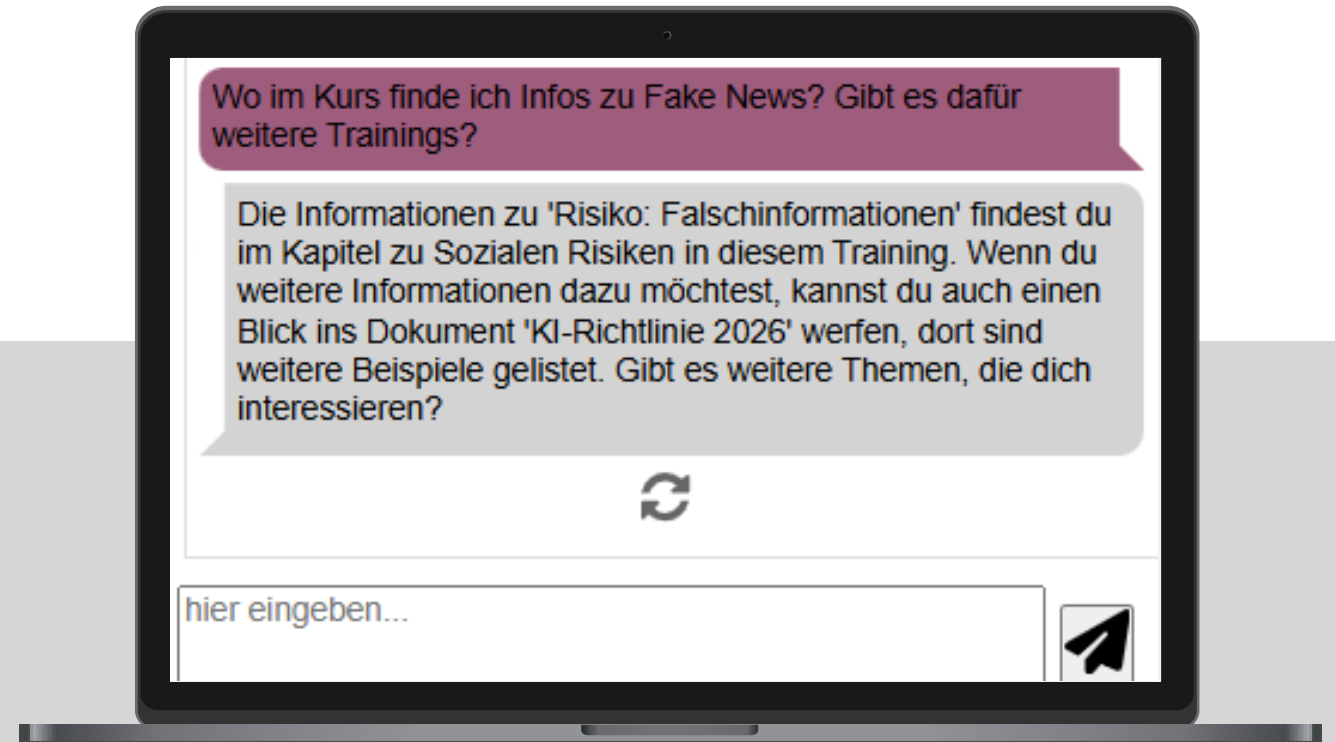 Wo im Kurs finde ich Infos zu Fake News? Gibt es dafür
weitere Trainings?
Die Informationen zu 'Risiko: Falschinformationen' findest du
im Kapitel zu Sozialen Risiken in diesem Training. Wenn du
weitere Informationen dazu möchtest, kannst du auch einen
Blick ins Dokument 'KI-Richtlinie 2026' werfen, dort sind
weitere Beispiele gelistet. Gibt es weitere Themen, die dich
interessieren?
hier eingeben...